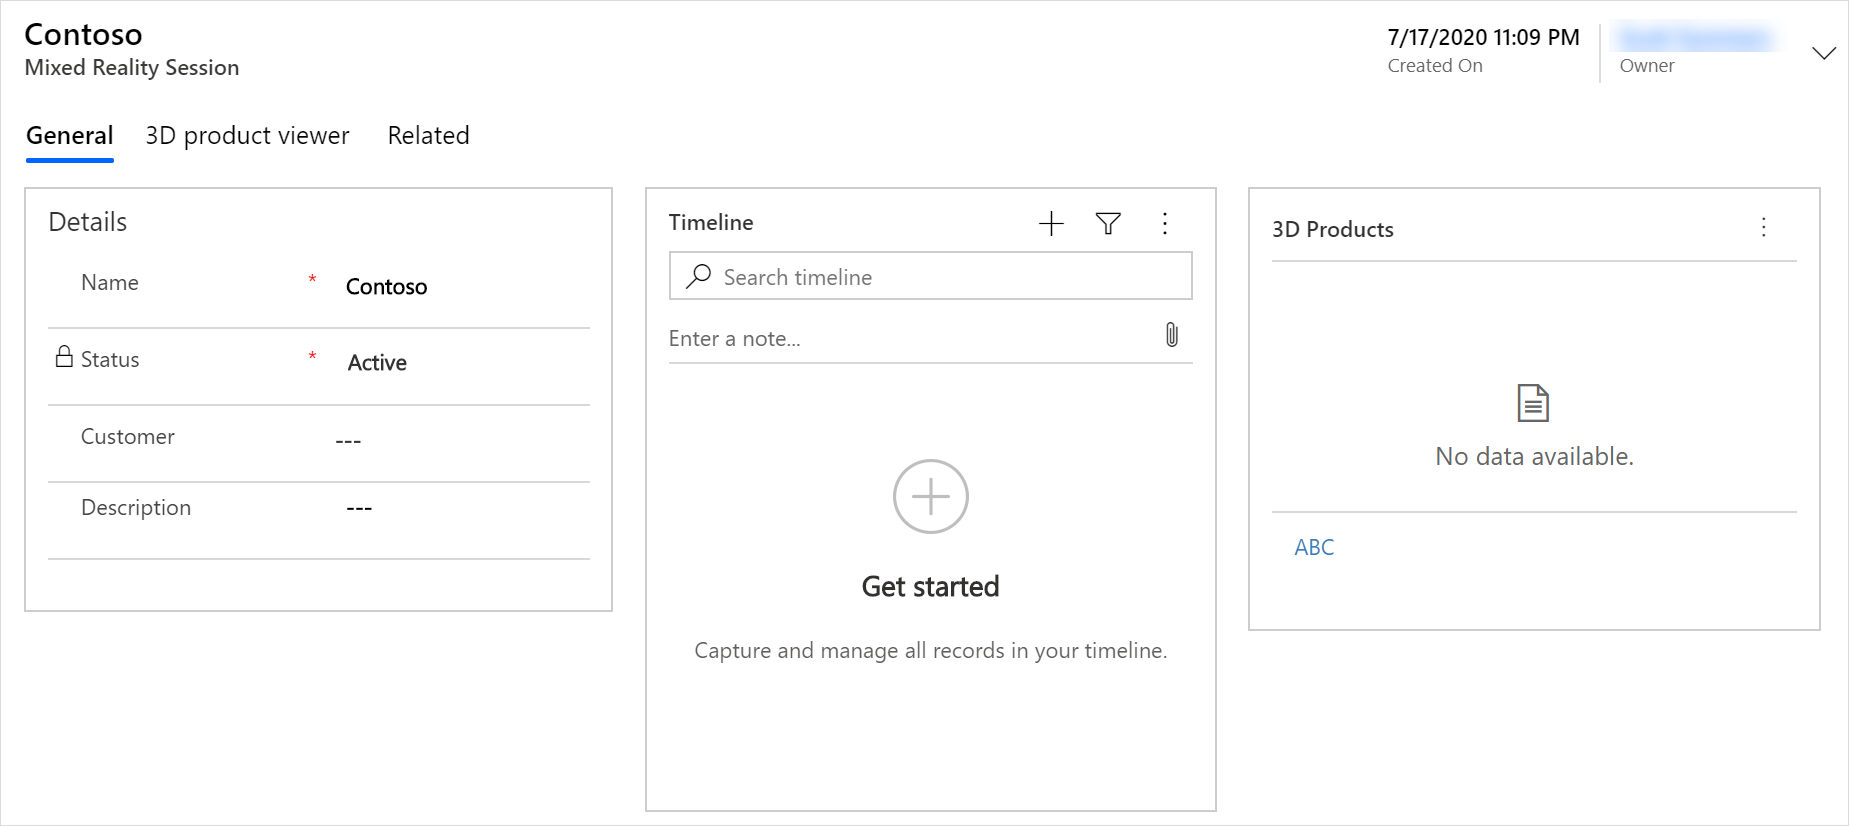 Contoso
Mixed Reality Session
7/17/2020 11:09 PM
Created On
Owner
General
3D product viewer
Related
Details
Name
*
Contoso
Status
*
Active
Customer
---
Description
---
Timeline
Search timeline
Enter a note...
Get started
Capture and manage all records in your timeline.
3D Products
No data available.
ABC